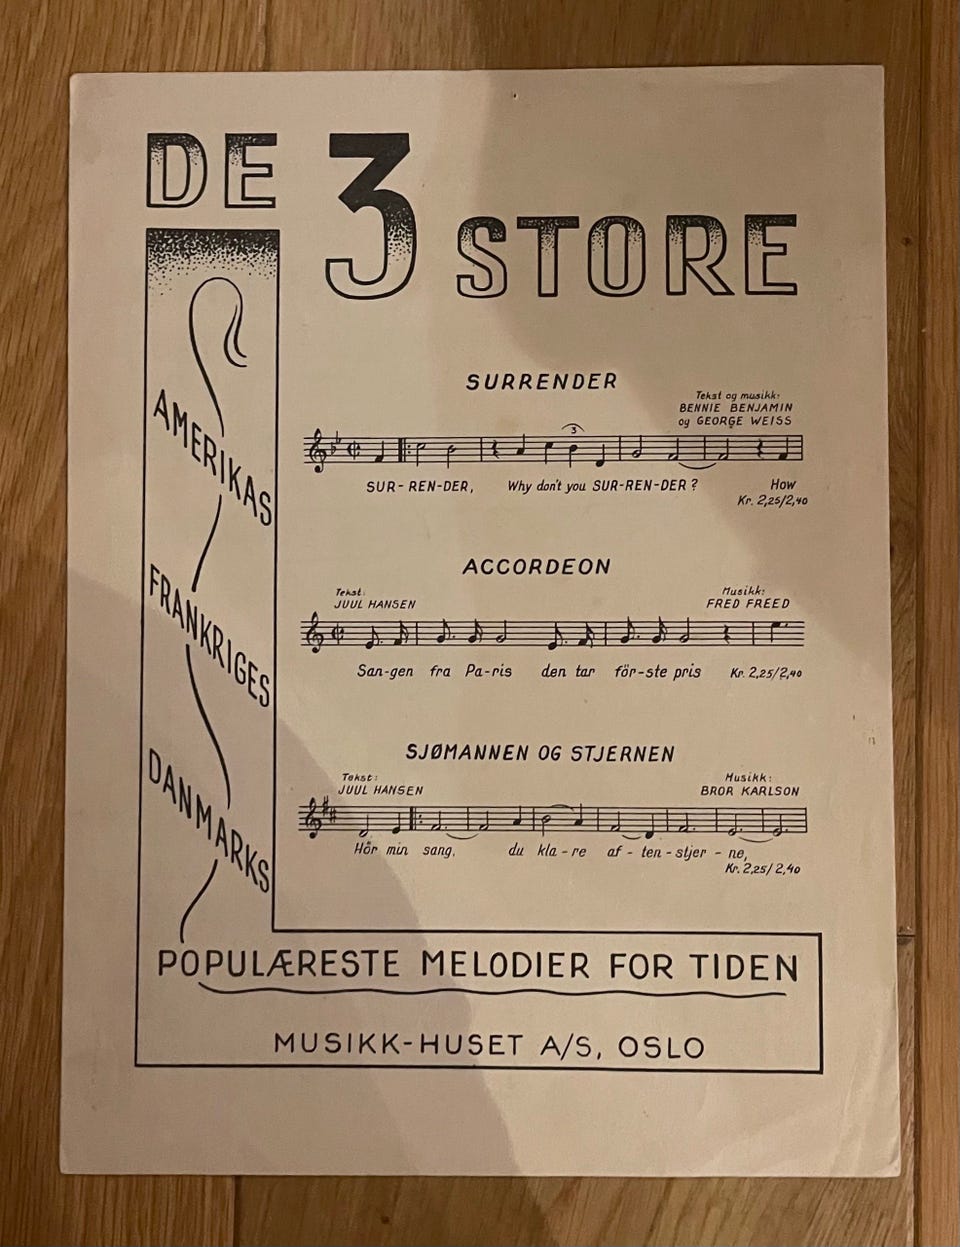 DE 3 STORE
AMERIKAS
FRANKRIGES
DANMARKS
SURRENDER
Tekst og musikk:
BENNIE BENJAMIN
og GEORGE WEISS
3
SUR-REN-DER, Why don't you SUR-REN-DER? How
Kr. 2,25/2,40
ACCORDEON
Tekst:
JUUL HANSEN
Musikk:
FRED FREED
San-gen fra Pa-ris den tar för-ste pris Kr. 2,25/2,40
SJØMANNEN OG STJERNEN
Tekst:
JUUL HANSEN
Musikk:
BROR KARLSON
Hör min sang, du kla-re af-ten-stjer-ne,
Kr. 2,25/2,40
POPULÆRESTE MELODIER FOR TIDEN
MUSIKK-HUSET A/S, OSLO